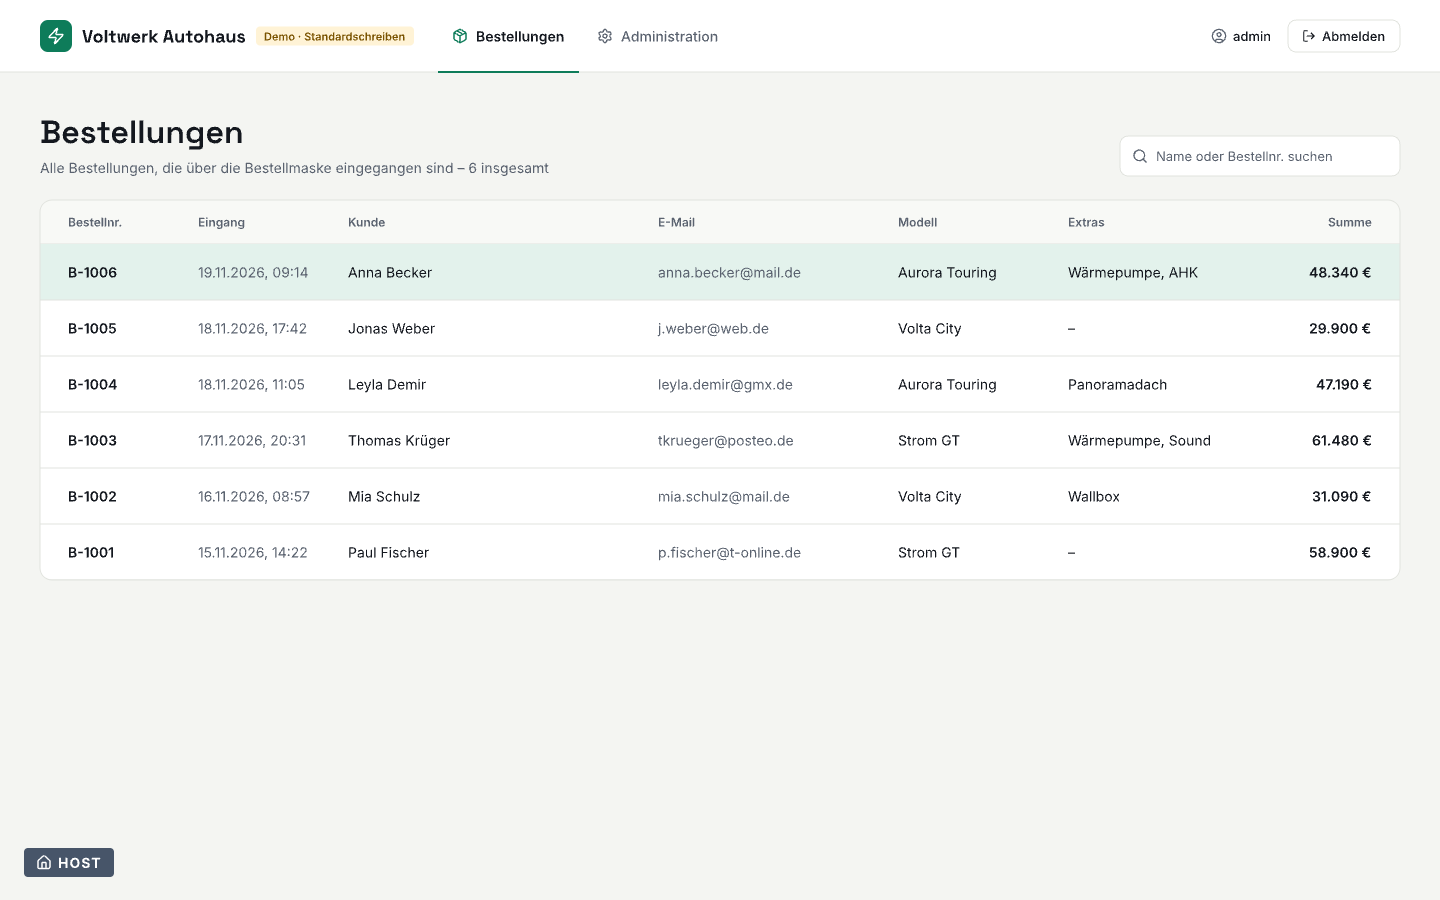 Voltwerk Autohaus
Demo · Standardschreiben
Bestellungen
Administration
admin
Abmelden
Bestellungen
Alle Bestellungen, die über die Bestellmaske eingegangen sind – 6 insgesamt
Name oder Bestellnr. suchen
Bestellnr. Eingang Kunde E-Mail Modell Extras Summe
B-1006 19.11.2026, 09:14 Anna Becker anna.becker@mail.de Aurora Touring Wärmepumpe, AHK 48.340 €
B-1005 18.11.2026, 17:42 Jonas Weber j.weber@web.de Volta City – 29.900 €
B-1004 18.11.2026, 11:05 Leyla Demir leyla.demir@gmx.de Aurora Touring Panoramadach 47.190 €
B-1003 17.11.2026, 20:31 Thomas Krüger tkrueger@posteo.de Strom GT Wärmepumpe, Sound 61.480 €
B-1002 16.11.2026, 08:57 Mia Schulz mia.schulz@mail.de Volta City Wallbox 31.090 €
B-1001 15.11.2026, 14:22 Paul Fischer p.fischer@t-online.de Strom GT – 58.900 €
HOST